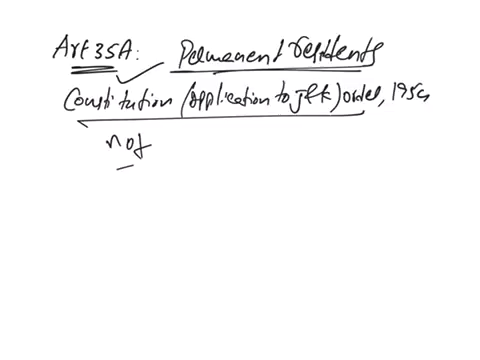 Art 35A: Permanent residents
Constitution (application to J&K) order, 1954
not